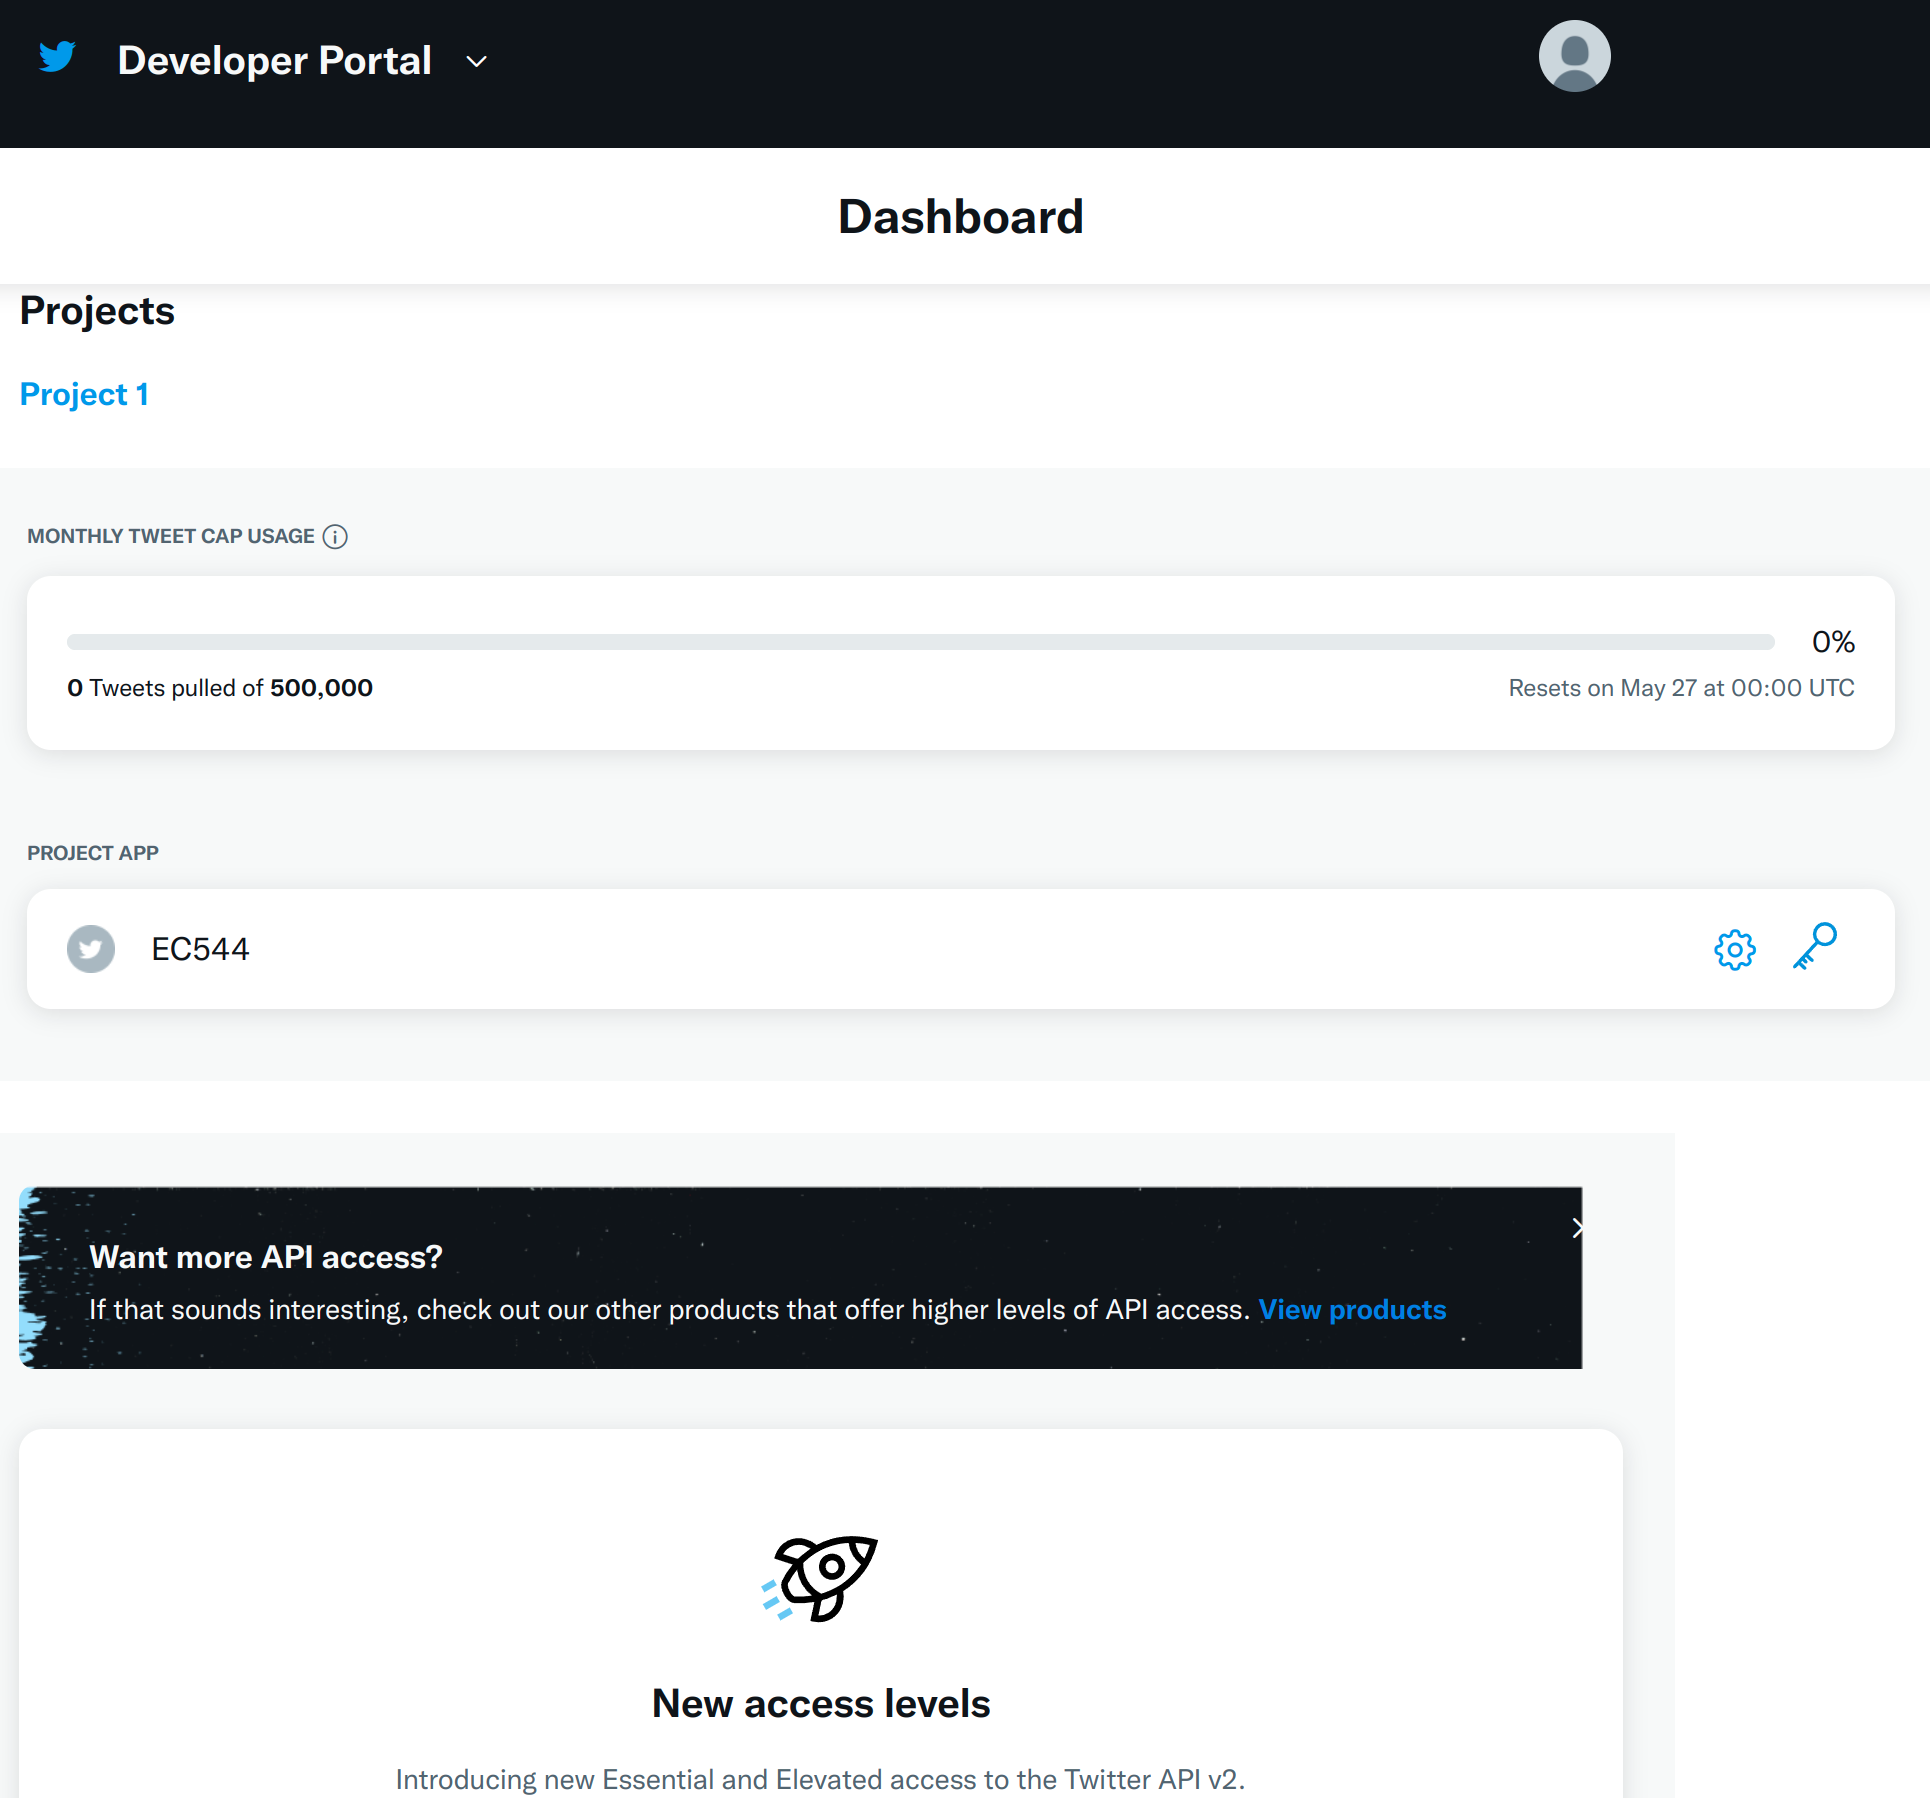 Developer Portal
Dashboard
Projects
Project 1
MONTHLY TWEET CAP USAGE
0%
0 Tweets pulled of 500,000
Resets on May 27 at 00:00 UTC
PROJECT APP
EC544
Want more API access?
If that sounds interesting, check out our other products that offer higher levels of API access. View products
New access levels
Introducing new Essential and Elevated access to the Twitter API v2.